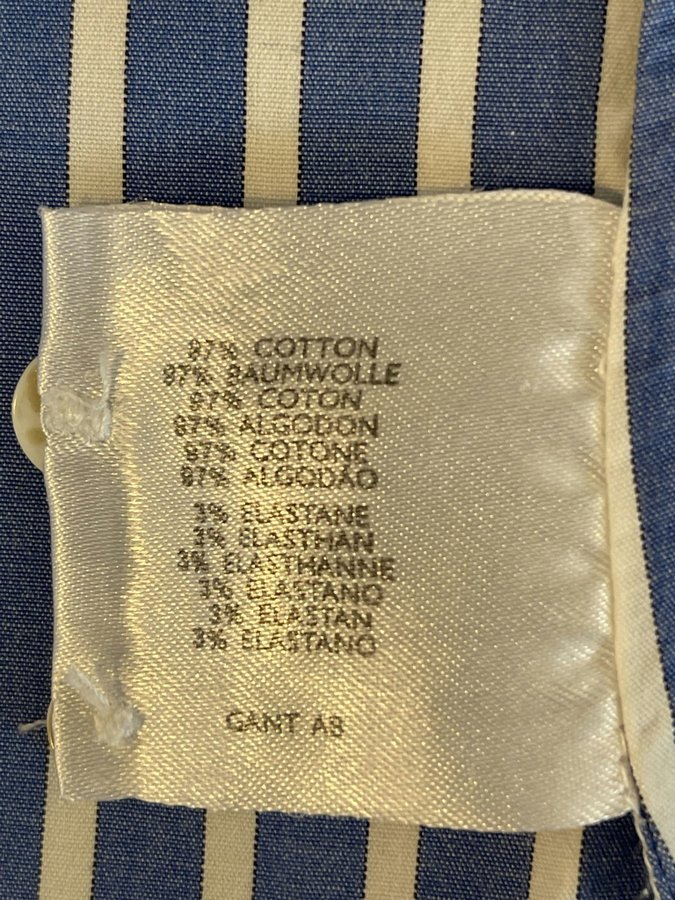 97% COTTON
97% BAUMWOLLE
97% COTON
97% ALGODON
97% COTONE
97% ALGODÃO
3% ELASTANE
3% ELASTHAN
3% ELASTHANNE
3% ELASTANO
3% ELASTAN
3% ELASTANO
GANT AB